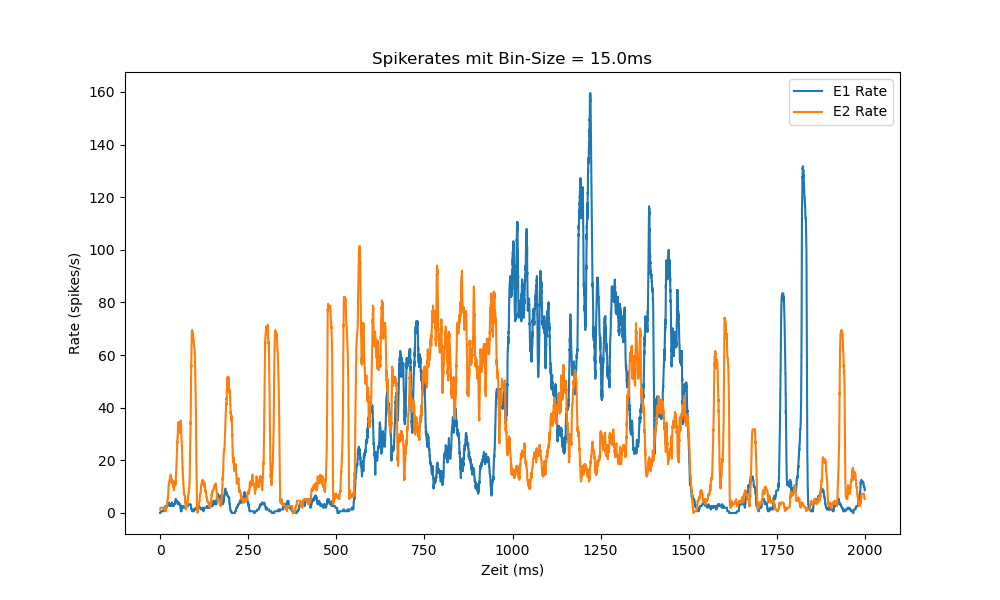 Spikerates mit Bin-Size = 15.0ms
E1 Rate
E2 Rate
160
140
120
100
80
60
40
20
0
Rate (spikes/s)
0 250 500 750 1000 1250 1500 1750 2000
Zeit (ms)